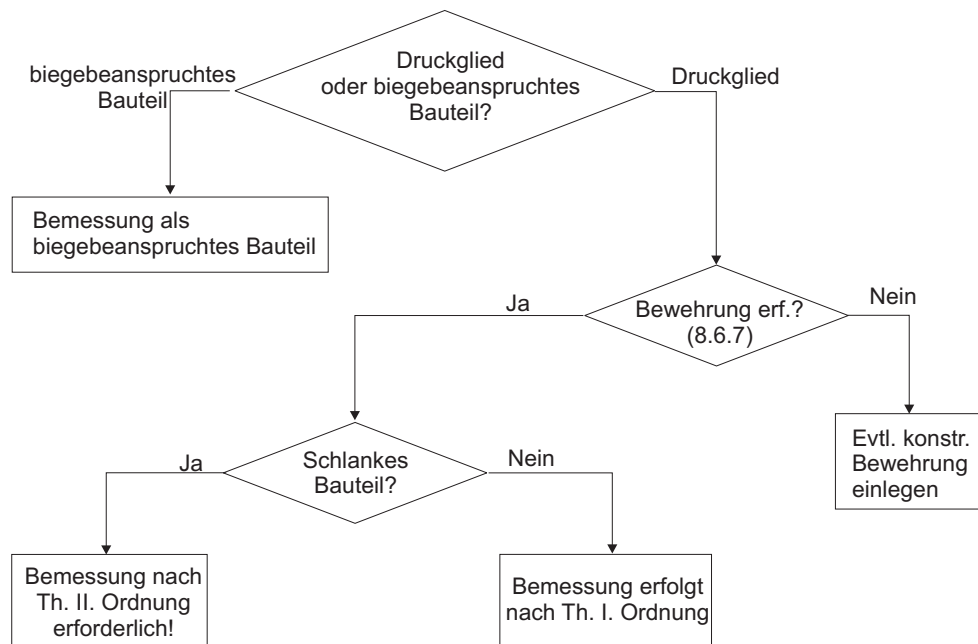 Druckglied
oder biegebeanspruchtes
Bauteil?
biegebeanspruchtes
Bauteil
Druckglied
Bemessung als
biegebeanspruchtes Bauteil
Bewehrung erf.?
(8.6.7)
Ja
Nein
Evtl. konstr.
Bewehrung
einlegen
Schlankes
Bauteil?
Ja
Nein
Bemessung nach
Th. II. Ordnung
erforderlich!
Bemessung erfolgt
nach Th. I. Ordnung